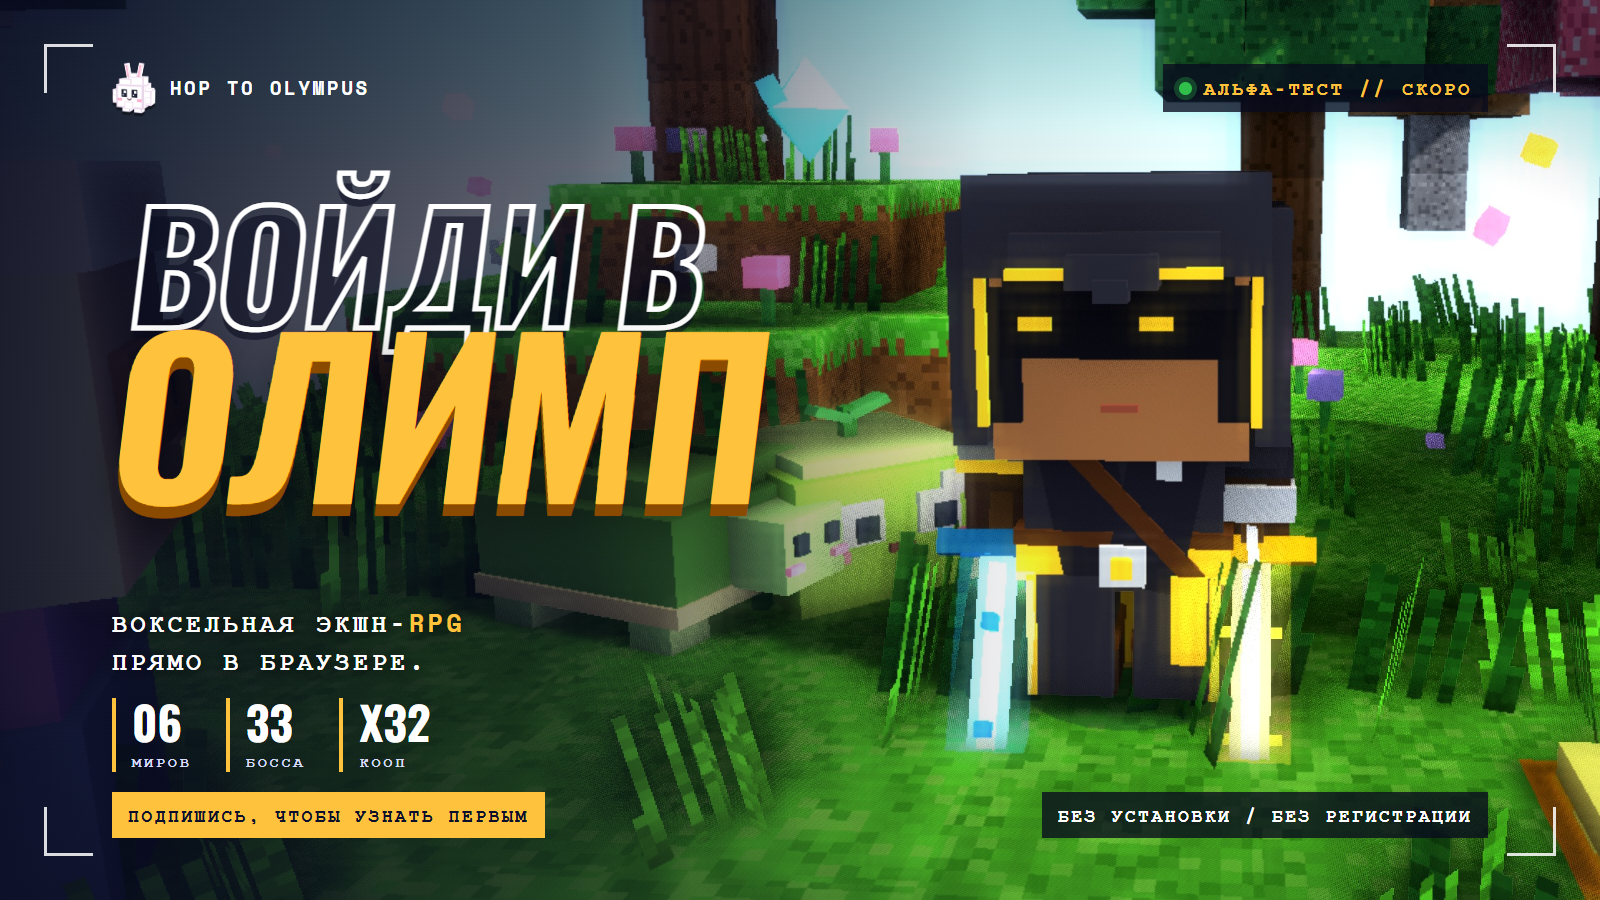 HOP TO OLYMPUS
АЛЬФА-ТЕСТ // СКОРО
ВОЙДИ В
ОЛИМП
ВОКСЕЛЬНАЯ ЭКШН-RPG
ПРЯМО В БРАУЗЕРЕ.
06
МИРОВ
33
БОССА
X32
КООП
ПОДПИШИСЬ, ЧТОБЫ УЗНАТЬ ПЕРВЫМ
БЕЗ УСТАНОВКИ / БЕЗ РЕГИСТРАЦИИ